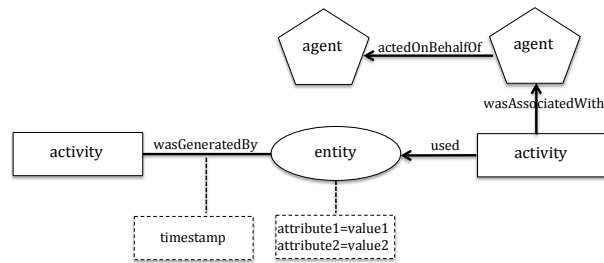 agent
actedOnBehalfOf
agent
wasAssociatedWith
activity
wasGeneratedBy
entity
used
activity
timestamp
attribute1=value1
attribute2=value2